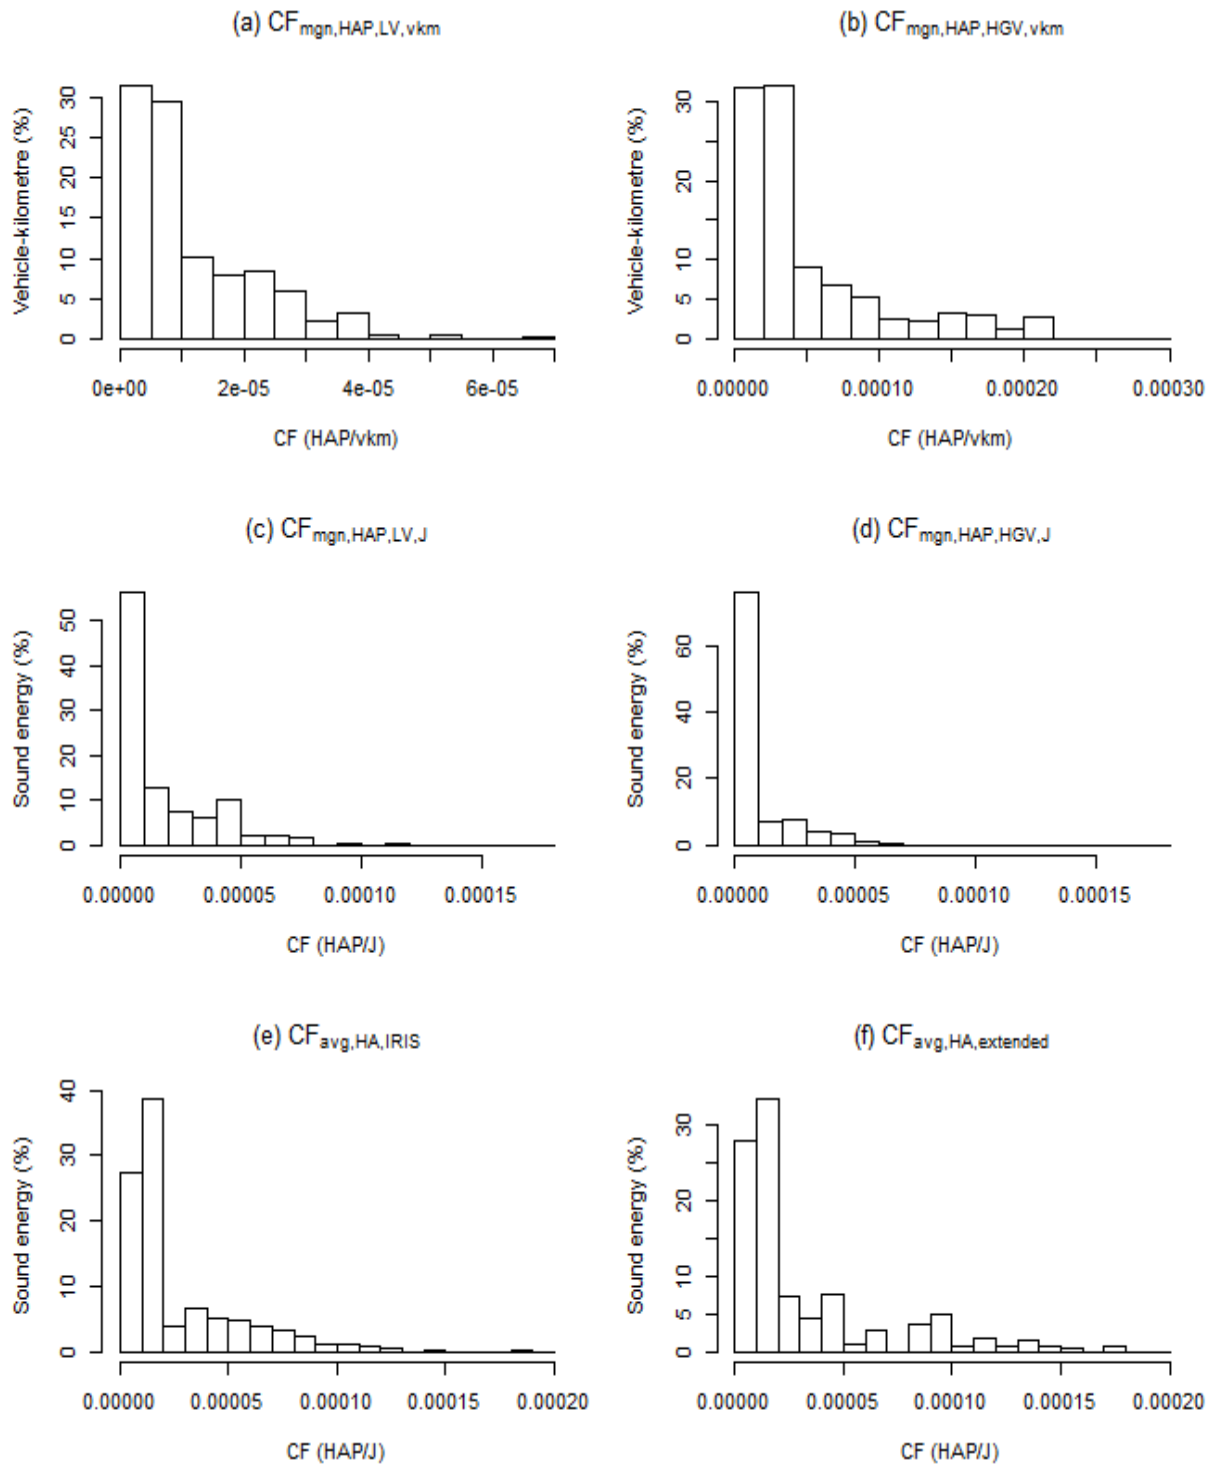 (a) CFmgn,HAP,LV,vkm
Vehicle-kilometre (%)
30
25
20
15
10
5
0
0e+00 2e-05 4e-05 6e-05
CF (HAP/vkm)
(b) CFmgn,HAP,HGV,vkm
Vehicle-kilometre (%)
30
20
10
5
0
0.00000 0.00010 0.00020 0.00030
CF (HAP/vkm)
(c) CFmgn,HAP,LV,J
Sound energy (%)
50
40
30
20
10
0
0.00000 0.00005 0.00010 0.00015
CF (HAP/J)
(d) CFmgn,HAP,HGV,J
Sound energy (%)
60
40
20
0
0.00000 0.00005 0.00010 0.00015
CF (HAP/J)
(e) CFavg,HA,IRIS
Sound energy (%)
40
30
20
10
0
0.00000 0.00005 0.00010 0.00015 0.00020
CF (HAP/J)
(f) CFavg,HA,extended
Sound energy (%)
30
20
10
5
0
0.00000 0.00005 0.00010 0.00015 0.00020
CF (HAP/J)